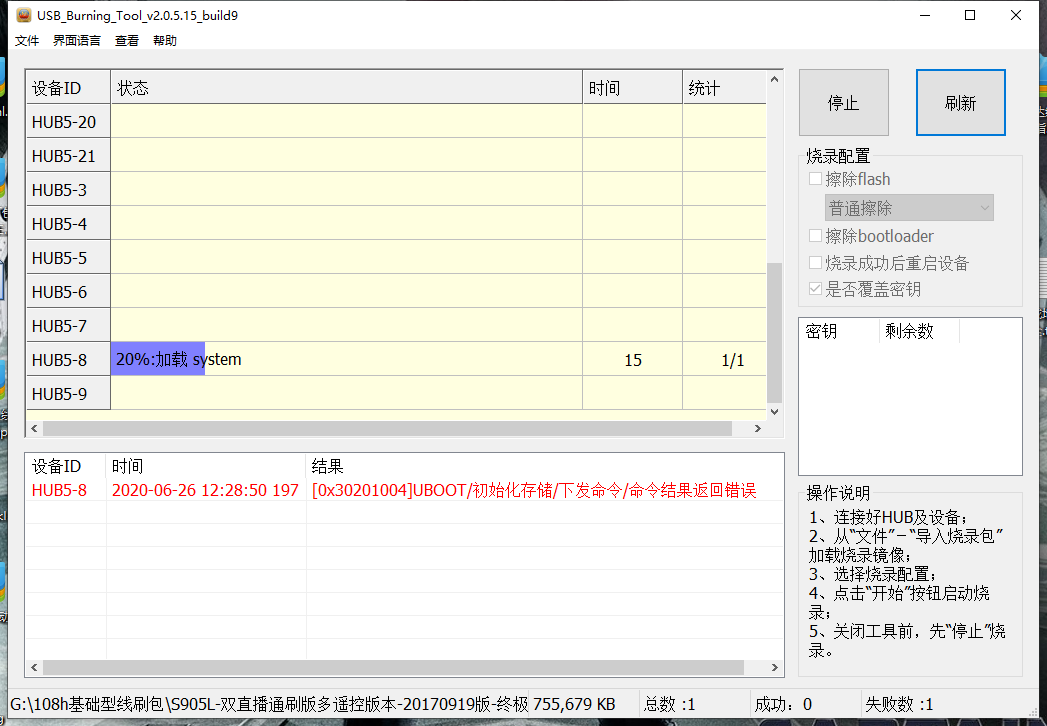 USB_Burning_Tool_v2.0.5.15_build9
文件 界面语言 查看 帮助
设备ID 状态 时间 统计
HUB5-20
HUB5-21
HUB5-3
HUB5-4
HUB5-5
HUB5-6
HUB5-7
HUB5-8 20%:加载 system 15 1/1
HUB5-9
停止 刷新
烧录配置
擦除flash
普通擦除
擦除bootloader
烧录成功后重启设备
是否覆盖密钥
密钥 剩余数
设备ID 时间 结果
HUB5-8 2020-06-26 12:28:50 197 [0x30201004]UBOOT/初始化存储/下发命令/命令结果返回错误
操作说明
1、连接好HUB及设备；
2、从“文件”－“导入烧录包”
加载烧录镜像；
3、选择烧录配置；
4、点击“开始”按钮启动烧
录；
5、关闭工具前，先“停止”烧
录。
G:\108h基础型线刷包\S905L-双直播通刷版多遥控版本-20170919版-终极 755,679 KB 总数 :1 成功：0 失败数 :1